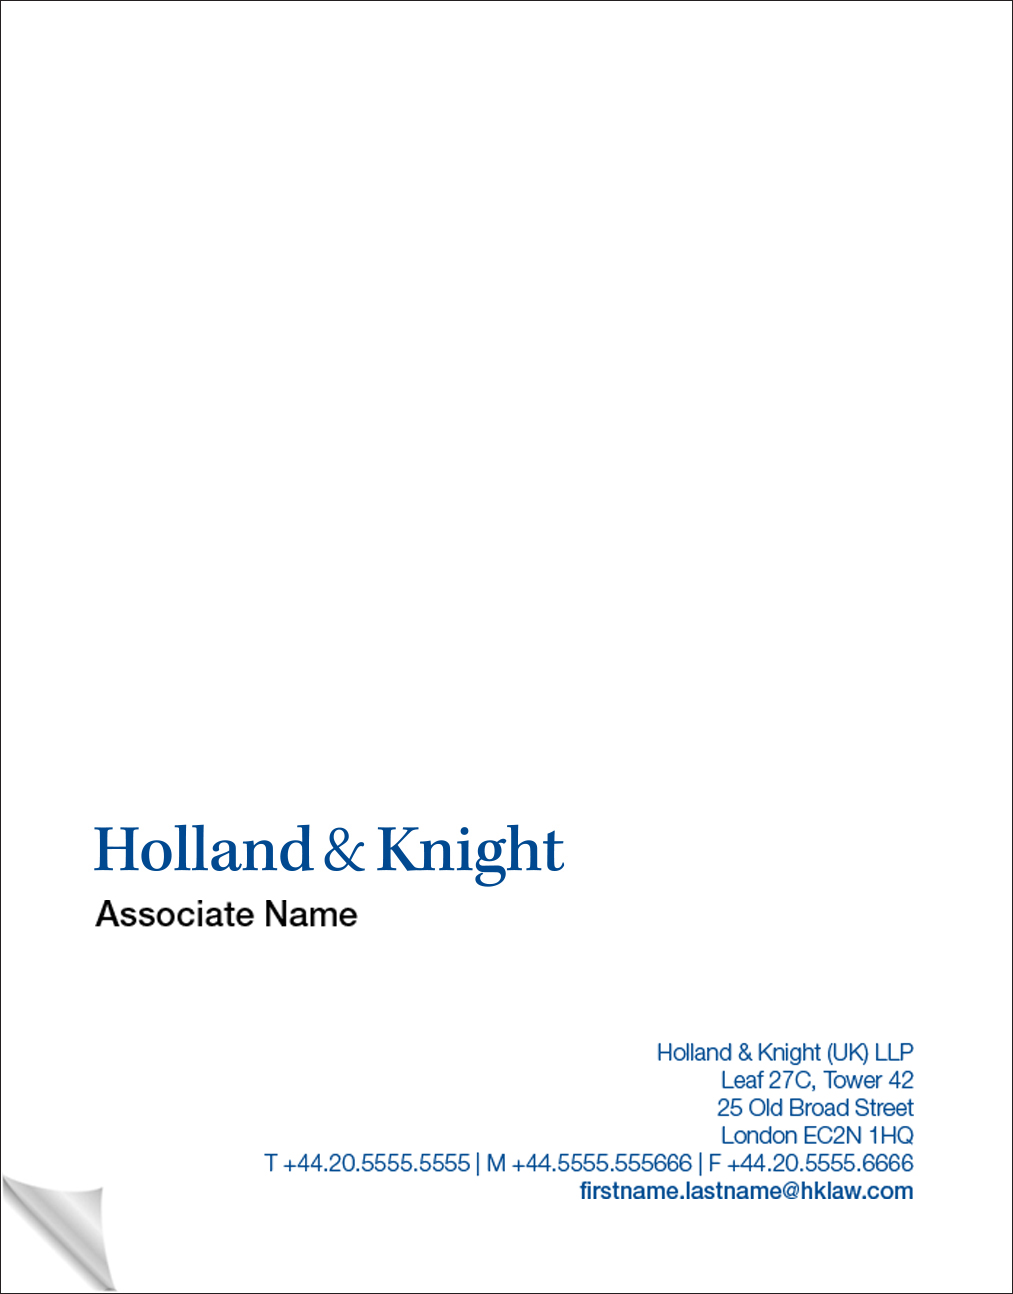 Holland & Knight
Associate Name
Holland & Knight (UK) LLP
Leaf 27C, Tower 42
25 Old Broad Street
London EC2N 1HQ
T +44.20.5555.5555 | M +44.5555.555666 | F +44.20.5555.6666
firstname.lastname@hklaw.com